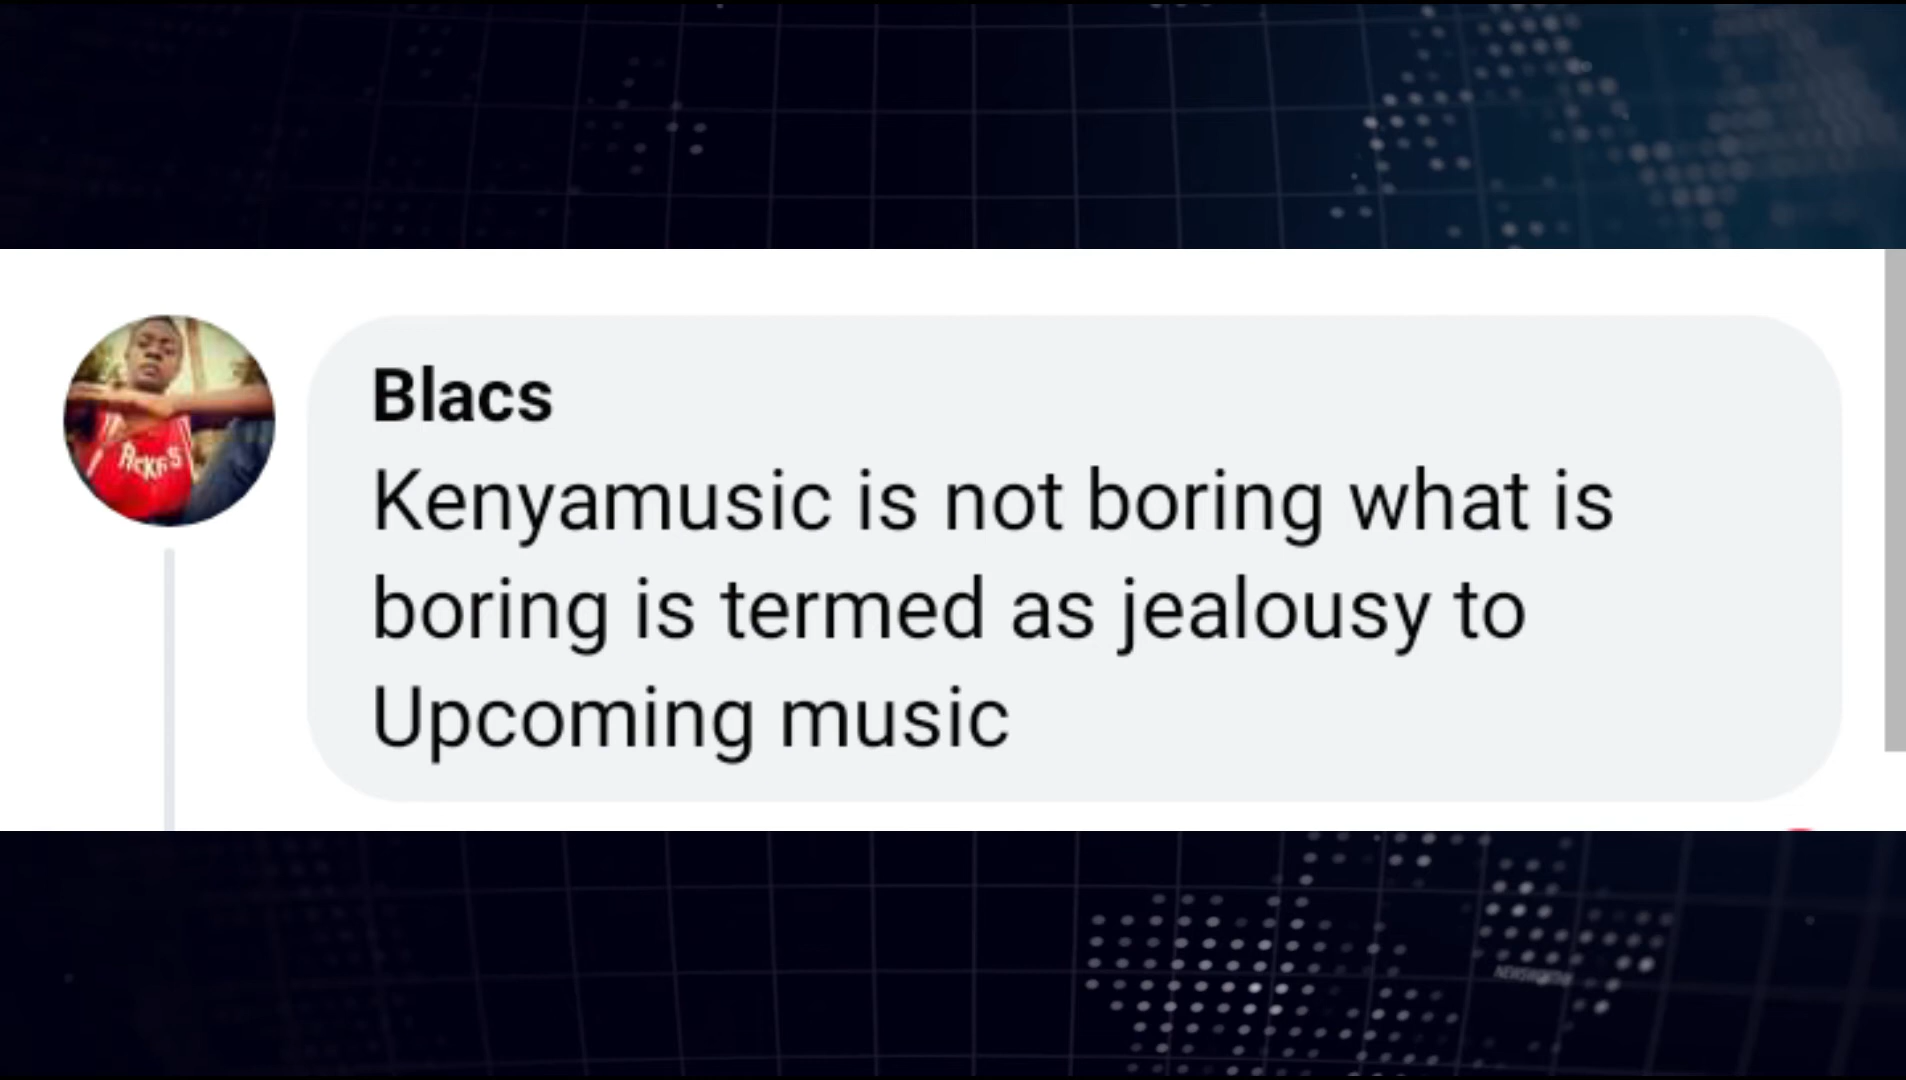 Blacs
Kenyamusic is not boring what is
boring is termed as jealousy to
Upcoming music